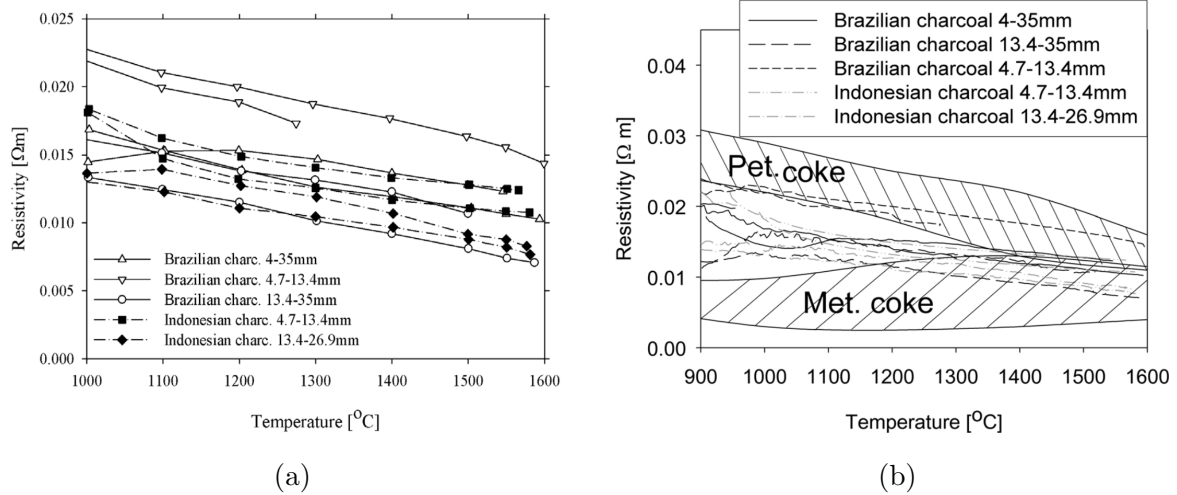 0.025
0.020
0.015
0.010
0.005
0.000
Resistivity [Ωm]
Brazilian charc. 4-35mm
Brazilian charc. 4.7-13.4mm
Brazilian charc. 13.4-35mm
Indonesian charc. 4.7-13.4mm
Indonesian charc. 13.4-26.9mm
1000 1100 1200 1300 1400 1500 1600
Temperature [°C]
(a)
Brazilian charcoal 4-35mm
Brazilian charcoal 13.4-35mm
Brazilian charcoal 4.7-13.4mm
Indonesian charcoal 4.7-13.4mm
Indonesian charcoal 13.4-26.9mm
0.04
0.03
0.02
0.01
0.00
Resistivity [Ω m]
Pet. coke
Met. coke
900 1000 1100 1200 1300 1400 1500 1600
Temperature [°C]
(b)